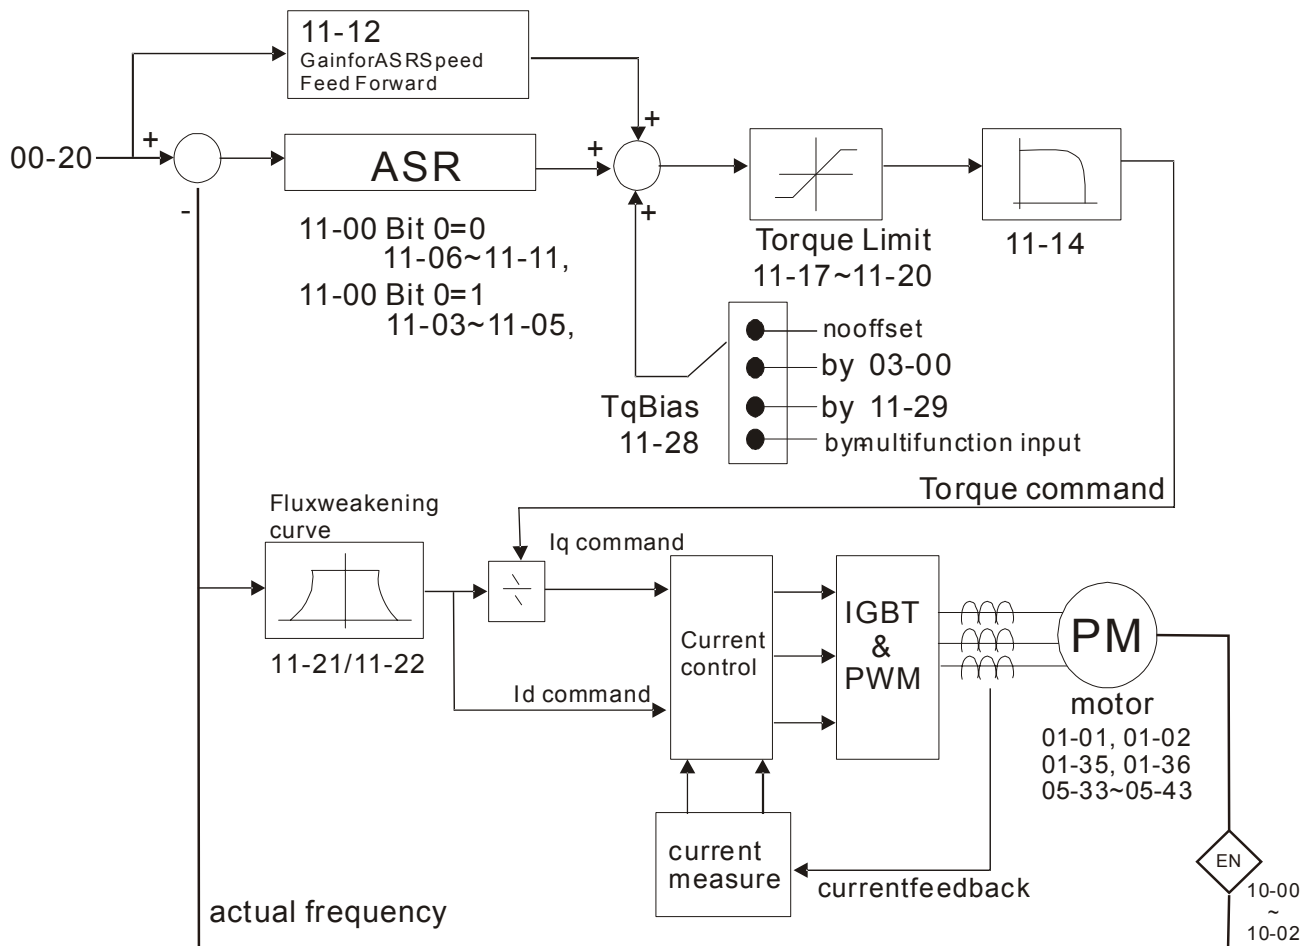 11-12
GainforASRSpeed
Feed Forward
+
+
00-20
+
+
ASR
-
+
11-00 Bit 0=0
11-06~11-11,
11-00 Bit 0=1
11-03~11-05,
Torque Limit
11-17~11-20
11-14
nooffset
by 03-00
by 11-29
bymultifunction input
TqBias
11-28
Torque command
Fluxweakening
curve
Iq command
11-21/11-22
Id command
Current
control
IGBT
&
PWM
PM
motor
01-01, 01-02
01-35, 01-36
05-33~05-43
current
measure
currentfeedback
EN
10-00
~
10-02
actual frequency